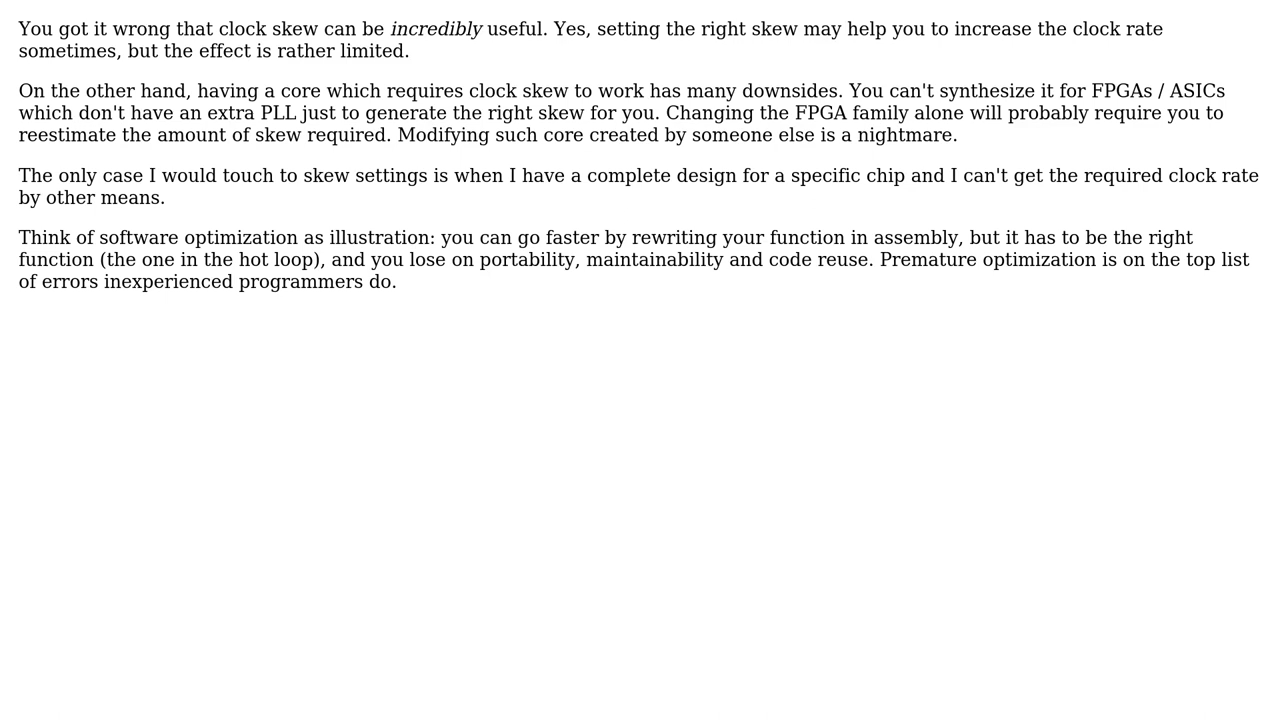 You got it wrong that clock skew can be incredibly useful. Yes, setting the right skew may help you to increase the clock rate
sometimes, but the effect is rather limited.
On the other hand, having a core which requires clock skew to work has many downsides. You can't synthesize it for FPGAs / ASICs
which don't have an extra PLL just to generate the right skew for you. Changing the FPGA family alone will probably require you to
reestimate the amount of skew required. Modifying such core created by someone else is a nightmare.
The only case I would touch to skew settings is when I have a complete design for a specific chip and I can't get the required clock rate
by other means.
Think of software optimization as illustration: you can go faster by rewriting your function in assembly, but it has to be the right
function (the one in the hot loop), and you lose on portability, maintainability and code reuse. Premature optimization is on the top list
of errors inexperienced programmers do.